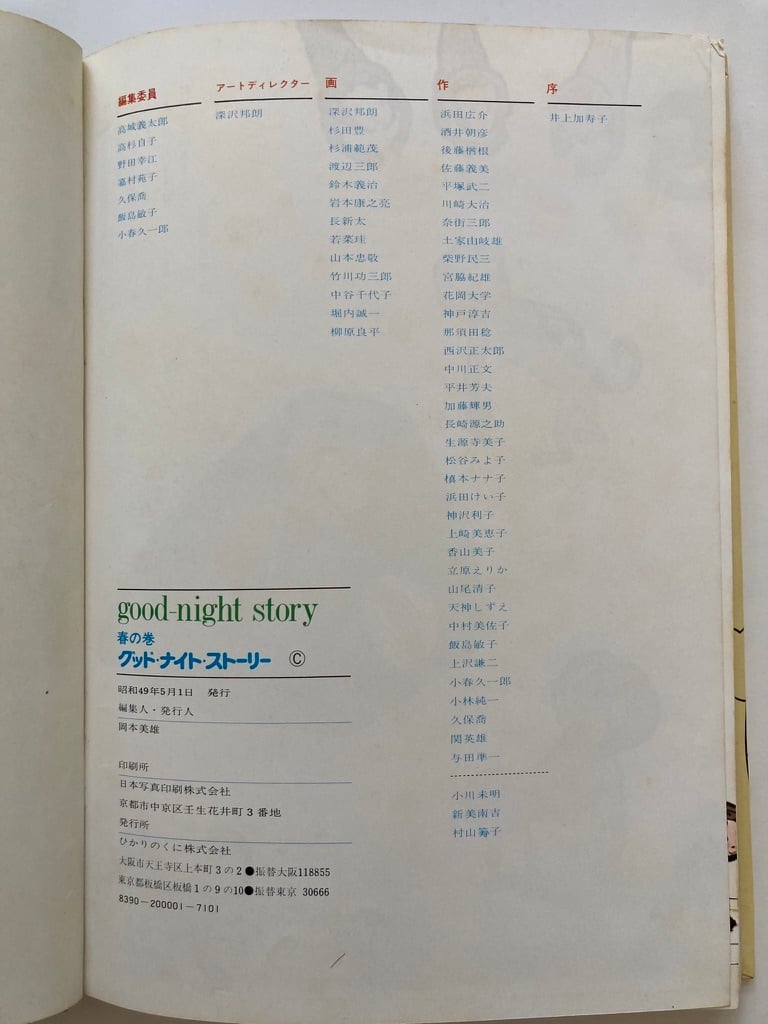 編集委員
高城義太郎
高杉自子
野田幸江
嘉村苑子
久保喬
飯島敏子
小春久一郎
アートディレクター
深沢邦朗
画
深沢邦朗
杉田豊
杉浦範茂
渡辺三郎
鈴木義治
岩本康之亮
長新太
若菜珪
山本忠敬
竹川功三郎
中谷千代子
堀内誠一
柳原良平
作
浜田広介
酒井朝彦
後藤楢根
佐藤義美
平塚武二
川崎大治
奈街三郎
土家由岐雄
柴野民三
宮脇紀雄
花岡大学
神戸淳吉
那須田稔
西沢正太郎
中川正文
平井芳夫
加藤輝男
長崎源之助
生源寺美子
松谷みよ子
槙本ナナ子
浜田けい子
神沢利子
上崎美恵子
香山美子
立原えりか
山尾清子
天神しずえ
中村美佐子
飯島敏子
上沢謙二
小春久一郎
小林純一
久保喬
関英雄
与田凖一
小川未明
新美南吉
村山籌子
序
井上加寿子
good-night story
春の巻
グッド・ナイト・ストーリー ©
昭和49年5月1日 発行
編集人・発行人
岡本美雄
印刷所
日本写真印刷株式会社
京都市中京区壬生花井町3番地
発行所
ひかりのくに株式会社
大阪市天王寺区上本町3の2●振替大阪118855
東京都板橋区板橋1の9の10●振替東京 30666
8390-200001-7101